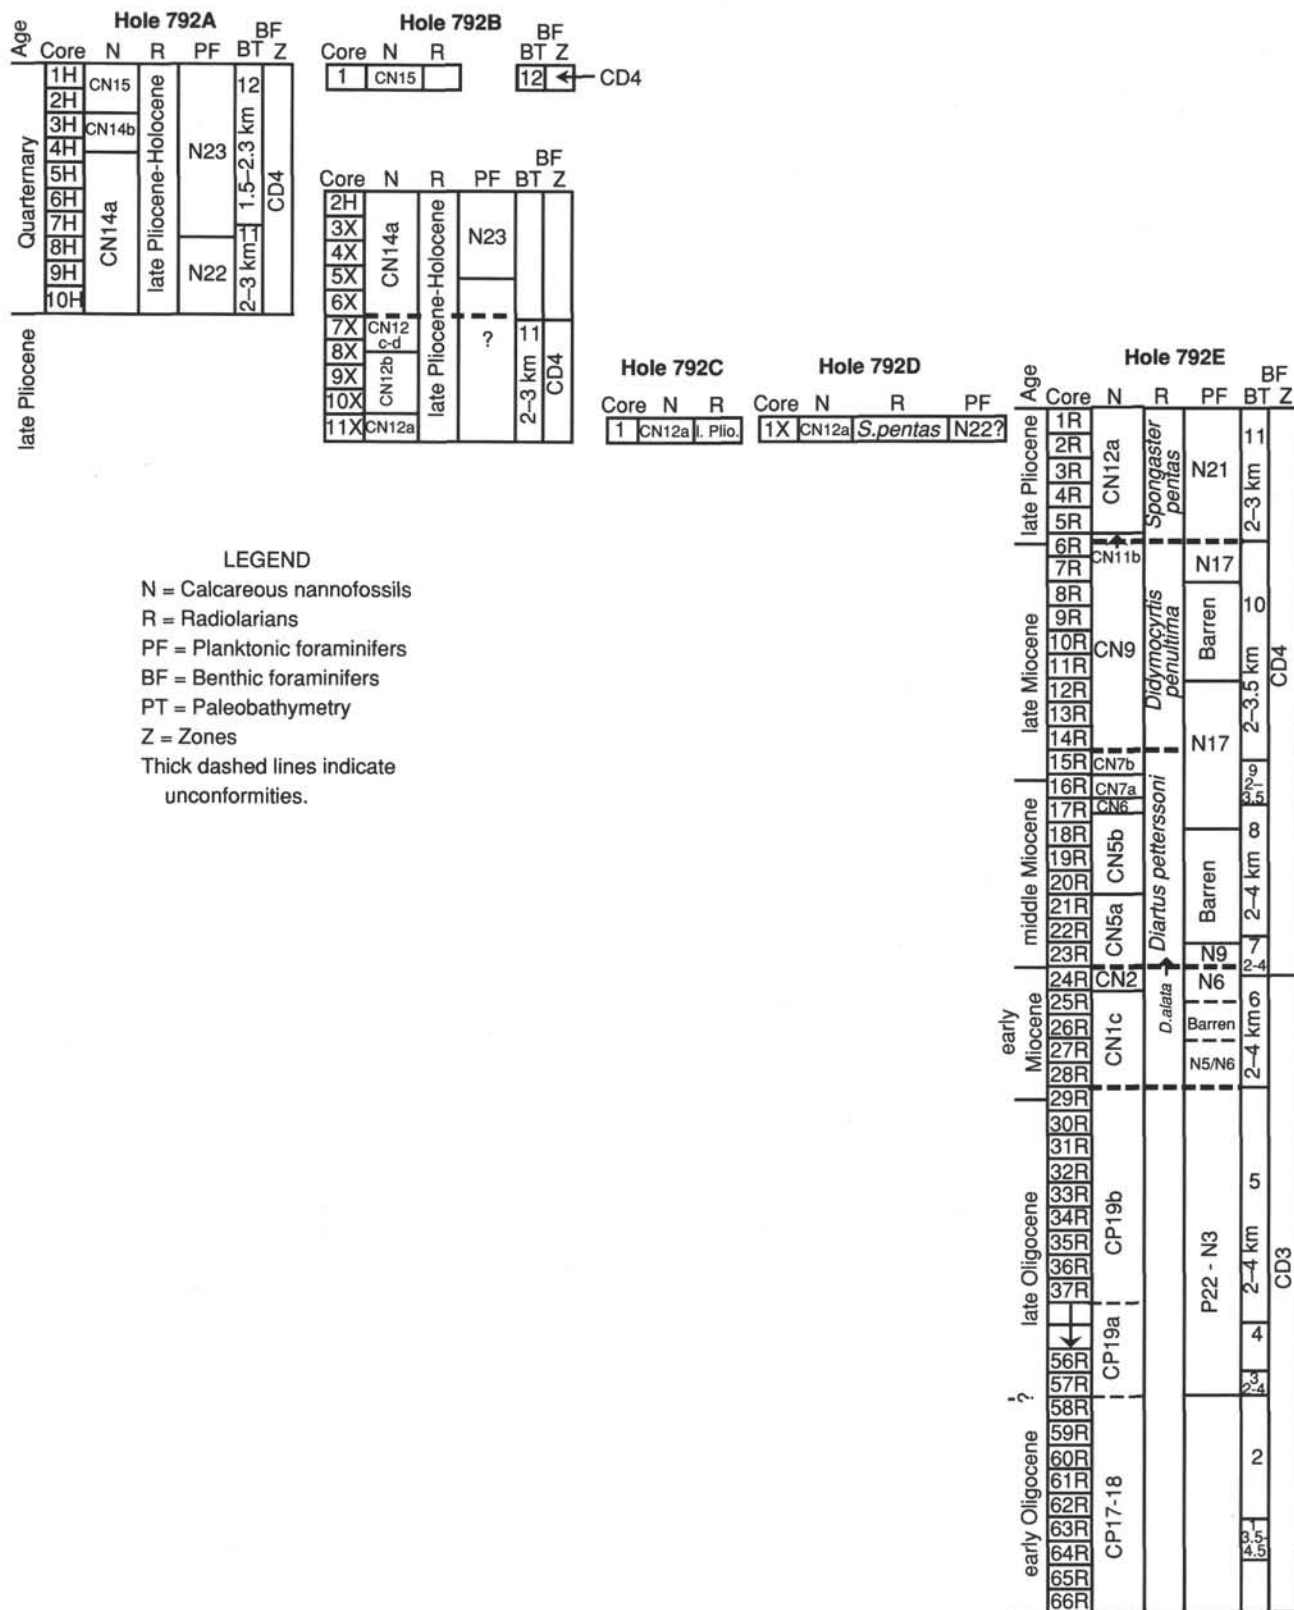 Hole 792A
Age
Core N R PF BT BF Z
1H
2H
3H
4H
5H
6H
7H
8H
9H
10H
CN15
CN14b
CN14a
late Pliocene-Holocene
N23
N22
12
1.5–2.3 km
11
2–3 km
CD4
Quarternary
late Pliocene
Hole 792B
BF
Core N R BT Z
1 CN15 12 CD4
BF
Core N R PF BT Z
2H
3X
4X
5X
6X
7X
8X
9X
10X
11X
CN14a
CN12
c-d
CN12b
CN12a
late Pliocene-Holocene
N23
?
11
2–3 km
CD4
Hole 792C
Core N R
1 CN12a l. Plio.
Hole 792D
Core N R PF
1X CN12a S.pentas N22?
Hole 792E
BF
Age Core N R PF BT Z
1R
2R
3R
4R
5R
6R
7R
8R
9R
10R
11R
12R
13R
14R
15R
16R
17R
18R
19R
20R
21R
22R
23R
24R
25R
26R
27R
28R
29R
30R
31R
32R
33R
34R
35R
36R
37R
56R
57R
58R
59R
60R
61R
62R
63R
64R
65R
66R
late Pliocene
late Miocene
middle Miocene
early
Miocene
late Oligocene
-?
early Oligocene
CN12a
CN11b
CN9
CN7b
CN7a
CN6
CN5b
CN5a
CN2
CN1c
CP19b
CP19a
CP17-18
Spongaster
pentas
Didymocyrtis
penultima
Diartus petterssoni
D.alata
N21
N17
Barren
N17
Barren
N9
N6
Barren
N5/N6
P22 - N3
11
2–3 km
10
2–3.5 km
9
2–
3.5
8
2–4 km
7
2-4
6
2–4 km
5
2–4 km
4
3
2-4
2
1
3.5-
4.5
CD4
CD3
LEGEND
N = Calcareous nannofossils
R = Radiolarians
PF = Planktonic foraminifers
BF = Benthic foraminifers
PT = Paleobathymetry
Z = Zones
Thick dashed lines indicate
unconformities.